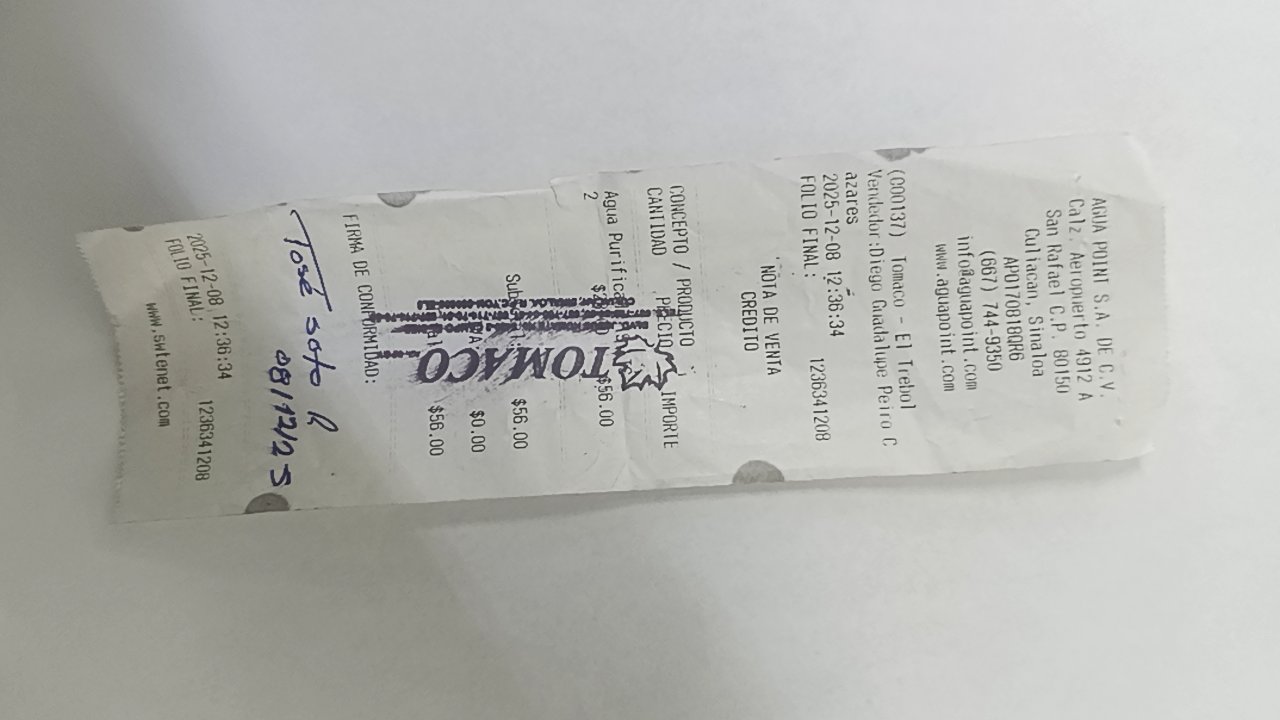 AGUA POINT S.A. DE C.V.
Calz. Aeropuerto 4912 A
San Rafael C.P. 80150
Culiacan, Sinaloa
APO170818QR6
(667) 744-9350
info@aguapoint.com
www.aguapoint.com
(C00137) Tomaco - El Trebol
Vendedor:Diego Guadalupe Peiro C
azares
2025-12-08 12:36:34
FOLIO FINAL: 1236341208
NOTA DE VENTA
CREDITO
CONCEPTO / PRODUCTO
CANTIDAD PRECIO IMPORTE
Agua Purific
2 $56.00
TOMACO
$56.00
$0.00
$56.00
FIRMA DE CONFORMIDAD:
José soto R
08/12/25
2025-12-08 12:36:34
FOLIO FINAL: 1236341208
www.swtenet.com